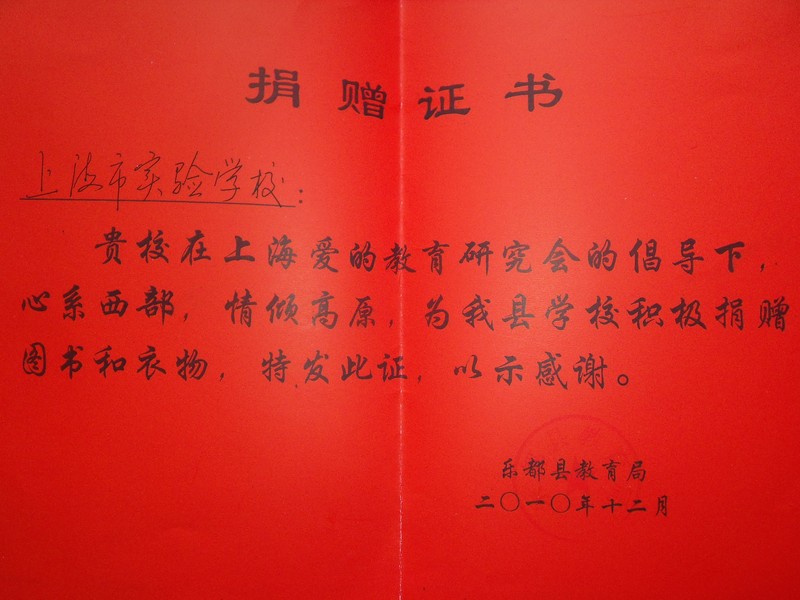 捐赠证书
上海市实验学校：
贵校在上海爱的教育研究会的倡导下，
心系西部，情倾高原，为我县学校积极捐赠
图书和衣物，特发此证，以示感谢。
乐都县教育局
二〇一〇年十二月